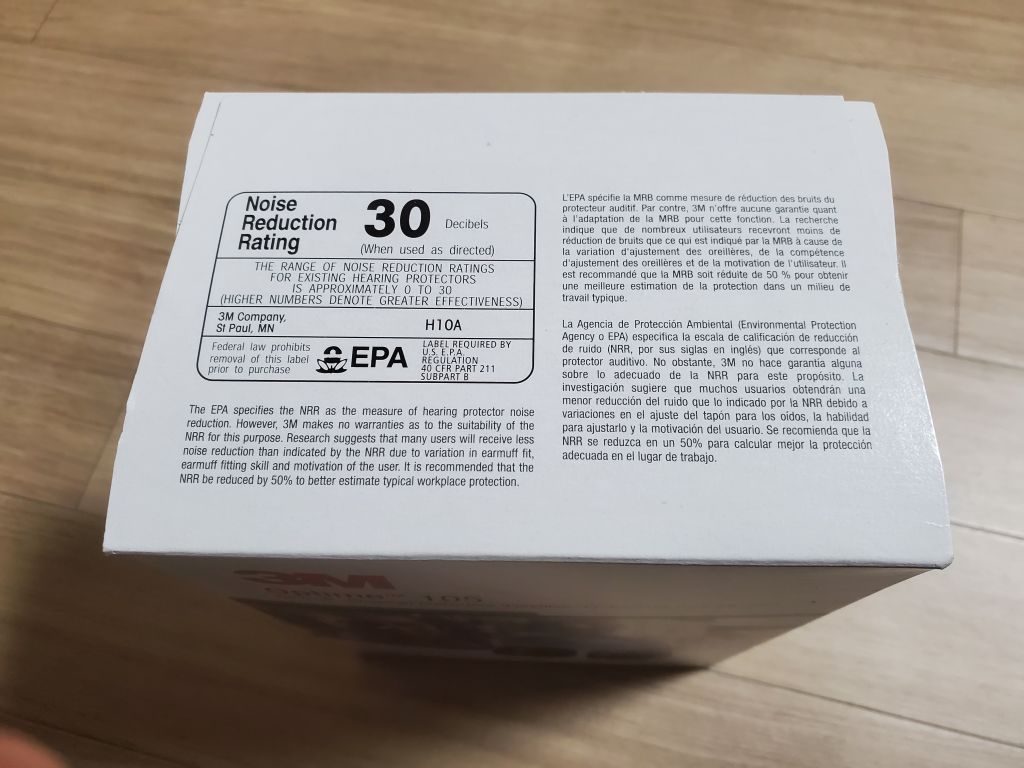 Noise
Reduction
Rating
30 Decibels
(When used as directed)
THE RANGE OF NOISE REDUCTION RATINGS
FOR EXISTING HEARING PROTECTORS
IS APPROXIMATELY 0 TO 30
(HIGHER NUMBERS DENOTE GREATER EFFECTIVENESS)
3M Company,
St Paul, MN
H10A
Federal law prohibits
removal of this label
prior to purchase
EPA
LABEL REQUIRED BY
U.S. E.P.A.
REGULATION
40 CFR PART 211
SUBPART B
The EPA specifies the NRR as the measure of hearing protector noise
reduction. However, 3M makes no warranties as to the suitability of the
NRR for this purpose. Research suggests that many users will receive less
noise reduction than indicated by the NRR due to variation in earmuff fit,
earmuff fitting skill and motivation of the user. It is recommended that the
NRR be reduced by 50% to better estimate typical workplace protection.
L'EPA spécifie la MRB comme mesure de réduction des bruits du
protecteur auditif. Par contre, 3M n'offre aucune garantie quant
à l'adaptation de la MRB pour cette fonction. La recherche
indique que de nombreux utilisateurs recevront moins de
réduction de bruits que ce qui est indiqué par la MRB à cause de
la variation d'ajustement des oreillères, de la compétence
d'ajustement des oreillères et de la motivation de l'utilisateur. Il
est recommandé que la MRB soit réduite de 50 % pour obtenir
une meilleure estimation de la protection dans un milieu de
travail typique.
La Agencia de Protección Ambiental (Environmental Protection
Agency o EPA) especifica la escala de calificación de reducción
de ruido (NRR, por sus siglas en inglés) que corresponde al
protector auditivo. No obstante, 3M no hace garantía alguna
sobre lo adecuado de la NRR para este propósito. La
investigación sugiere que muchos usuarios obtendrán una
menor reducción del ruido que lo indicado por la NRR debido a
variaciones en el ajuste del tapón para los oídos, la habilidad
para ajustarlo y la motivación del usuario. Se recomienda que la
NRR se reduzca en un 50% para calcular mejor la protección
adecuada en el lugar de trabajo.
3M
Optime™ 105